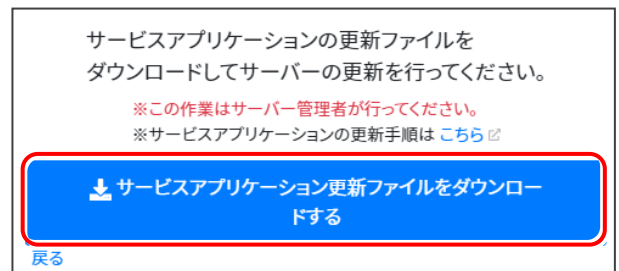 サービスアプリケーションの更新ファイルを
ダウンロードしてサーバーの更新を行ってください。
※この作業はサーバー管理者が行ってください。
※サービスアプリケーションの更新手順は こちら
サービスアプリケーション更新ファイルをダウンロー
ドする
戻る